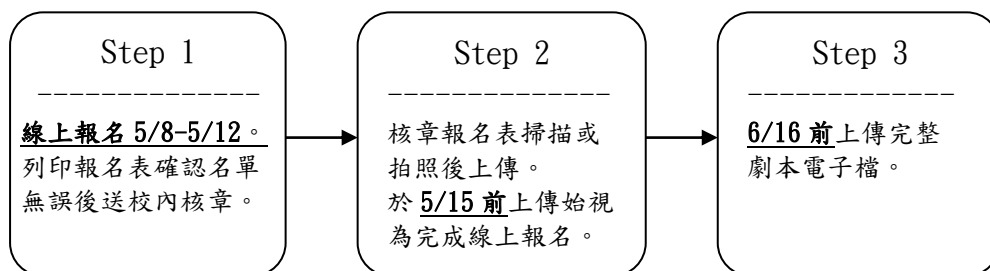 Step 1
--------------
線上報名 5/8-5/12。
列印報名表確認名單
無誤後送校內核章。
Step 2
--------------
核章報名表掃描或
拍照後上傳。
於 5/15 前上傳始視
為完成線上報名。
Step 3
--------------
6/16 前上傳完整
劇本電子檔。